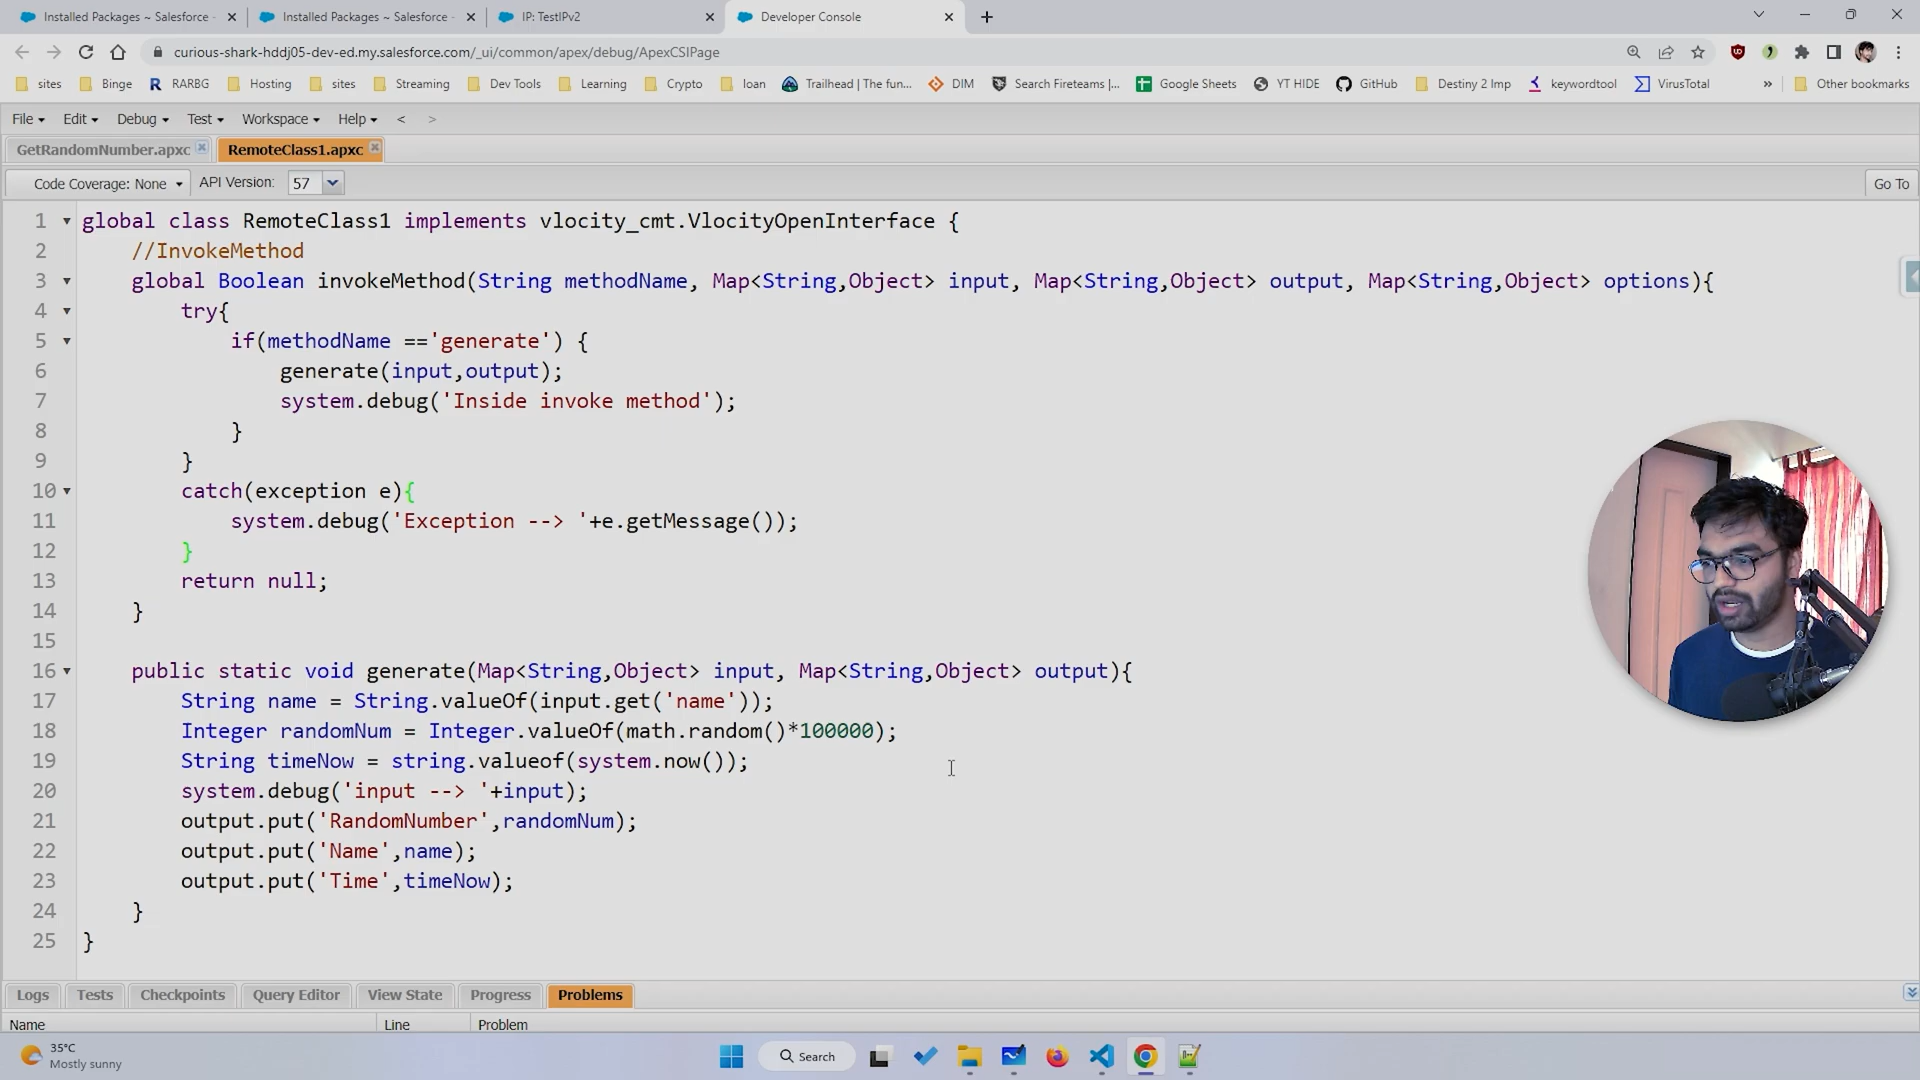 Installed Packages ~ Salesforce - Installed Packages ~ Salesforce - IP: TestIPv2 Developer Console
curious-shark-hddj05-dev-ed.my.salesforce.com/_ui/common/apex/debug/ApexCSIPage
sites Binge RARBG Hosting sites Streaming Dev Tools Learning Crypto loan Trailhead | The fun... DIM Search Fireteams |... Google Sheets YT HIDE GitHub Destiny 2 Imp keywordtool VirusTotal » Other bookmarks
File Edit Debug Test Workspace Help < >
GetRandomNumber.apxc RemoteClass1.apxc
Code Coverage: None API Version: 57 Go To
1 global class RemoteClass1 implements vlocity_cmt.VlocityOpenInterface {
2 //InvokeMethod
3 global Boolean invokeMethod(String methodName, Map<String,Object> input, Map<String,Object> output, Map<String,Object> options){
4 try{
5 if(methodName =='generate') {
6 generate(input,output);
7 system.debug('Inside invoke method');
8 }
9 }
10 catch(exception e){
11 system.debug('Exception --> '+e.getMessage());
12 }
13 return null;
14 }
15
16 public static void generate(Map<String,Object> input, Map<String,Object> output){
17 String name = String.valueOf(input.get('name'));
18 Integer randomNum = Integer.valueOf(math.random()*100000);
19 String timeNow = string.valueof(system.now());
20 system.debug('input --> '+input);
21 output.put('RandomNumber',randomNum);
22 output.put('Name',name);
23 output.put('Time',timeNow);
24 }
25 }
Logs Tests Checkpoints Query Editor View State Progress Problems
Name Line Problem
35°C
Mostly sunny
Search